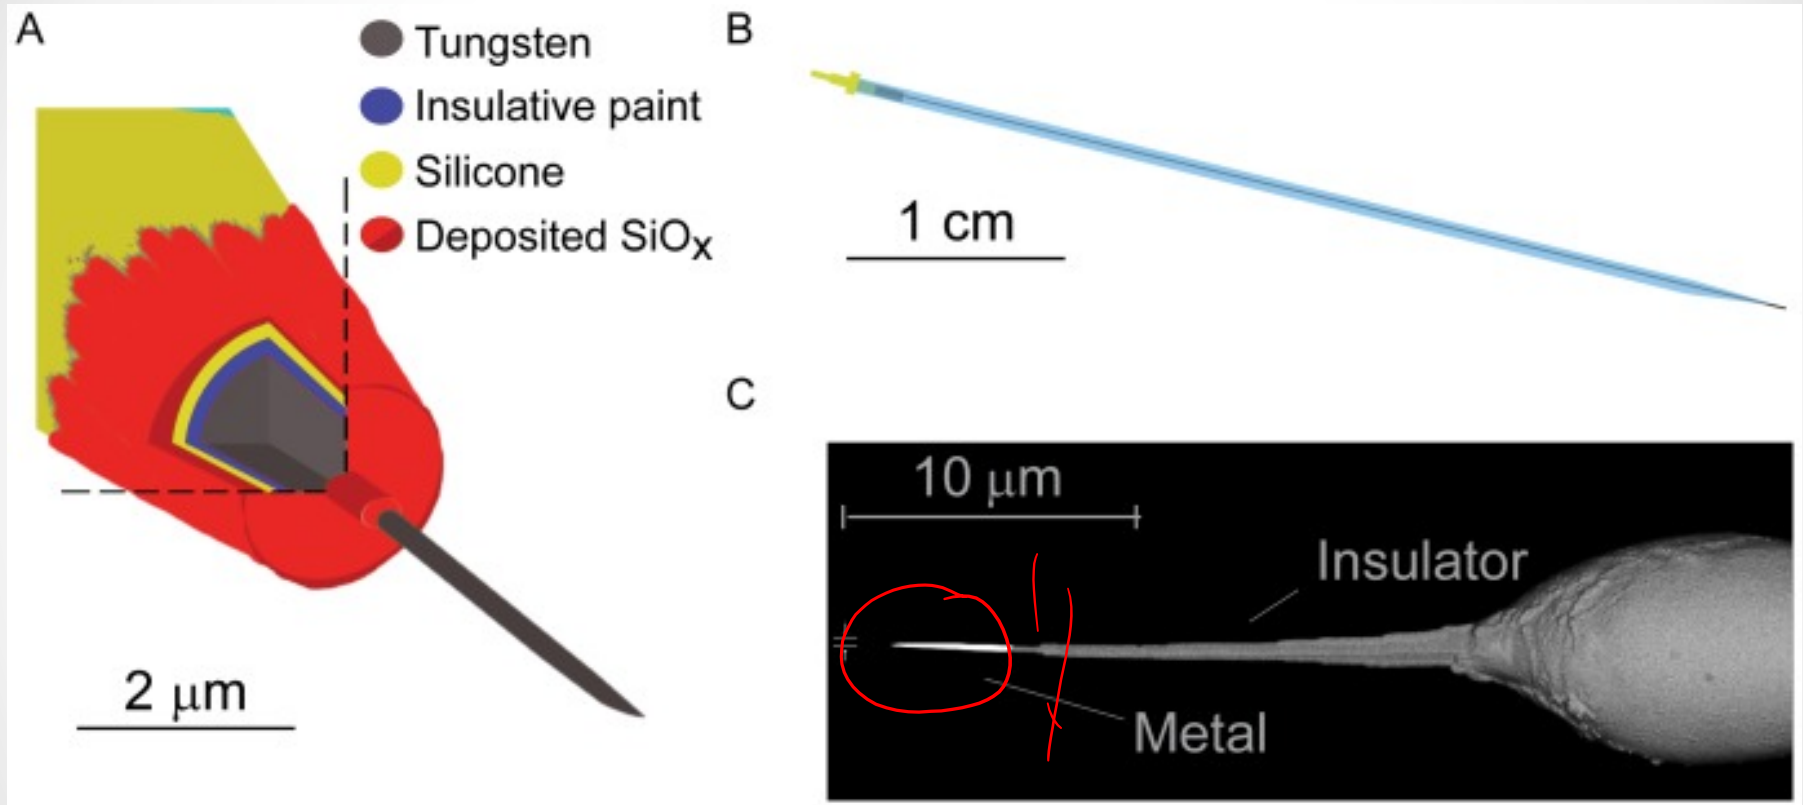 A
Tungsten
Insulative paint
Silicone
Deposited SiOx
2 μm
B
1 cm
C
10 μm
Insulator
Metal